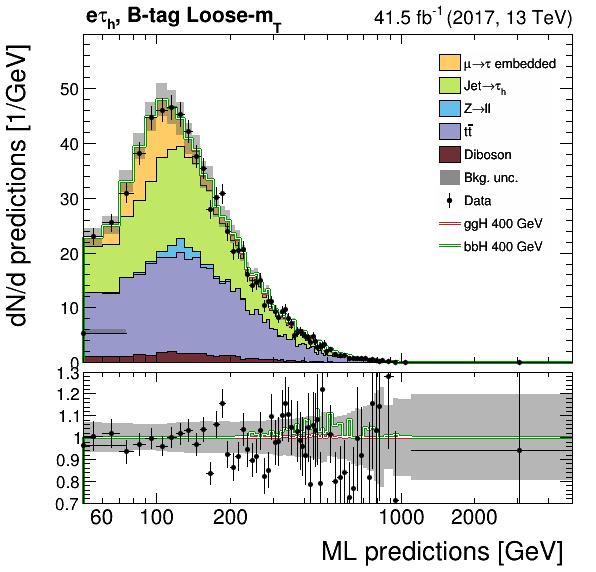 eτh, B-tag Loose-mT
41.5 fb⁻¹ (2017, 13 TeV)
dN/d predictions [1/GeV]
50
40
30
20
10
0
μ→τ embedded
Jet→τh
Z→ll
tt̄
Diboson
Bkg. unc.
Data
ggH 400 GeV
bbH 400 GeV
1.3
1.2
1.1
1
0.9
0.8
0.7
60 100 200 1000 2000
ML predictions [GeV]